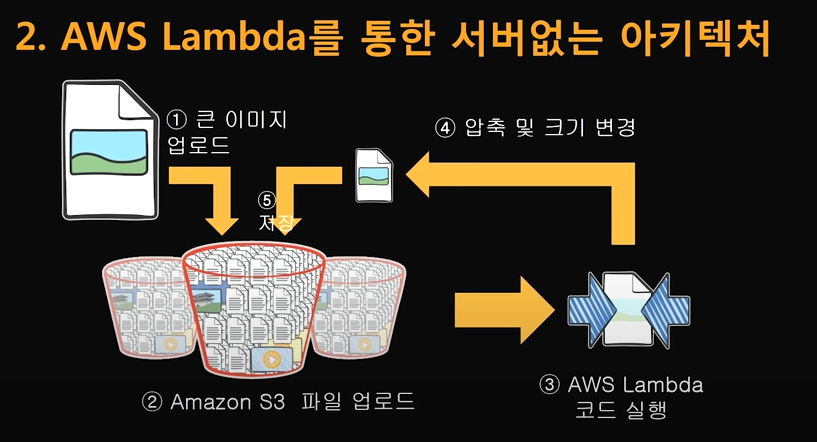 2. AWS Lambda를 통한 서버없는 아키텍처
① 큰 이미지
업로드
④ 압축 및 크기 변경
⑤
저장
② Amazon S3 파일 업로드
③ AWS Lambda
코드 실행